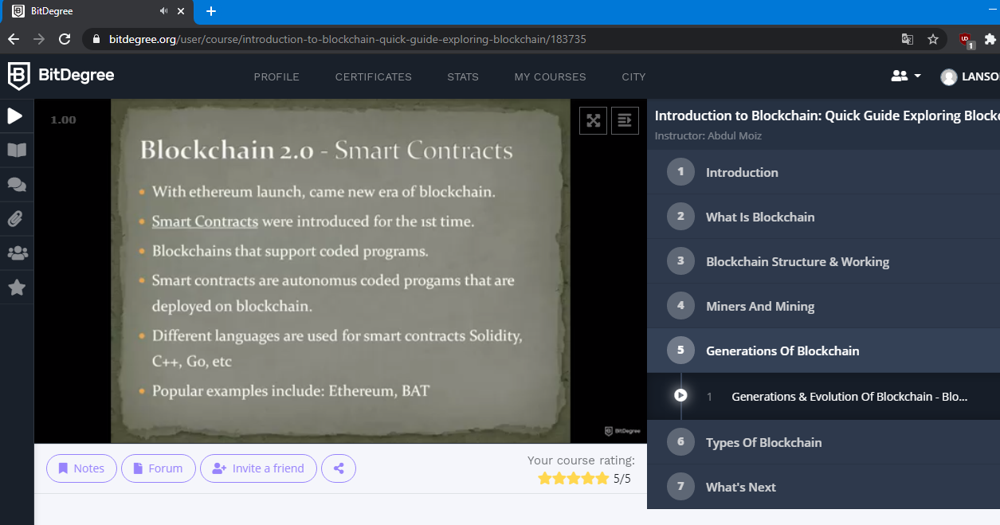 BitDegree
bitdegree.org/user/course/introduction-to-blockchain-quick-guide-exploring-blockchain/183735
UD
1
BitDegree
PROFILE
CERTIFICATES
STATS
MY COURSES
CITY
LANSO
1.00
Blockchain 2.0 - Smart Contracts
• With ethereum launch, came new era of blockchain.
• Smart Contracts were introduced for the 1st time.
• Blockchains that support coded programs.
• Smart contracts are autonomus coded progams that are
deployed on blockchain.
• Different languages are used for smart contracts Solidity,
C++, Go, etc
• Popular examples include: Ethereum, BAT
BitDegree
Notes
Forum
Invite a friend
Your course rating:
5/5
Introduction to Blockchain: Quick Guide Exploring Blockc
Instructor: Abdul Moiz
1 Introduction
2 What Is Blockchain
3 Blockchain Structure & Working
4 Miners And Mining
5 Generations Of Blockchain
1 Generations & Evolution Of Blockchain - Blo...
6 Types Of Blockchain
7 What's Next